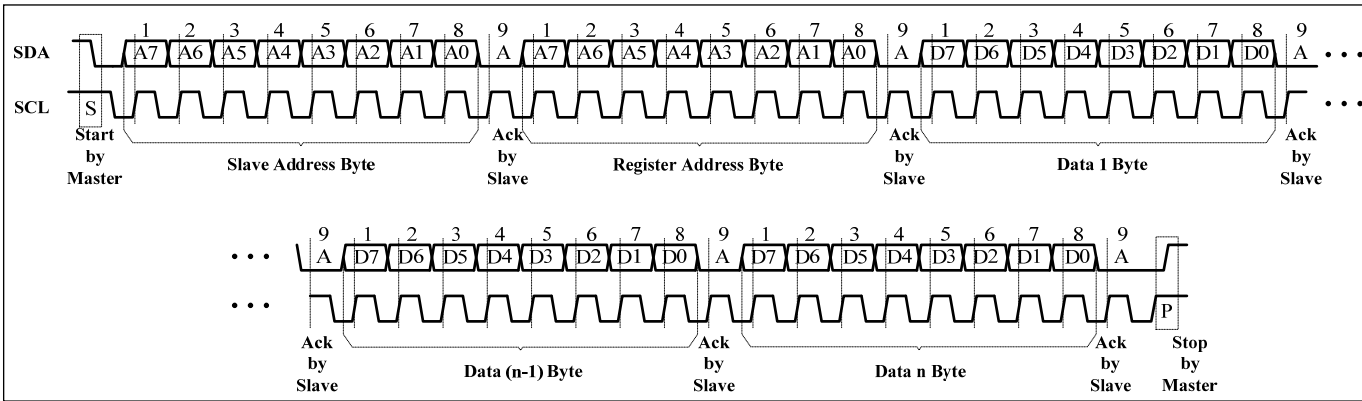 1 2 3 4 5 6 7 8 9 1 2 3 4 5 6 7 8 9 1 2 3 4 5 6 7 8 9
SDA A7 A6 A5 A4 A3 A2 A1 A0 A A7 A6 A5 A4 A3 A2 A1 A0 A D7 D6 D5 D4 D3 D2 D1 D0 A • • •
SCL S • • •
Start by Master
Slave Address Byte
Ack by Slave
Register Address Byte
Ack by Slave
Data 1 Byte
Ack by Slave
9 1 2 3 4 5 6 7 8 9 1 2 3 4 5 6 7 8 9
• • • A D7 D6 D5 D4 D3 D2 D1 D0 A D7 D6 D5 D4 D3 D2 D1 D0 A
• • • P
Ack by Slave
Data (n-1) Byte
Ack by Slave
Data n Byte
Ack by Slave
Stop by Master